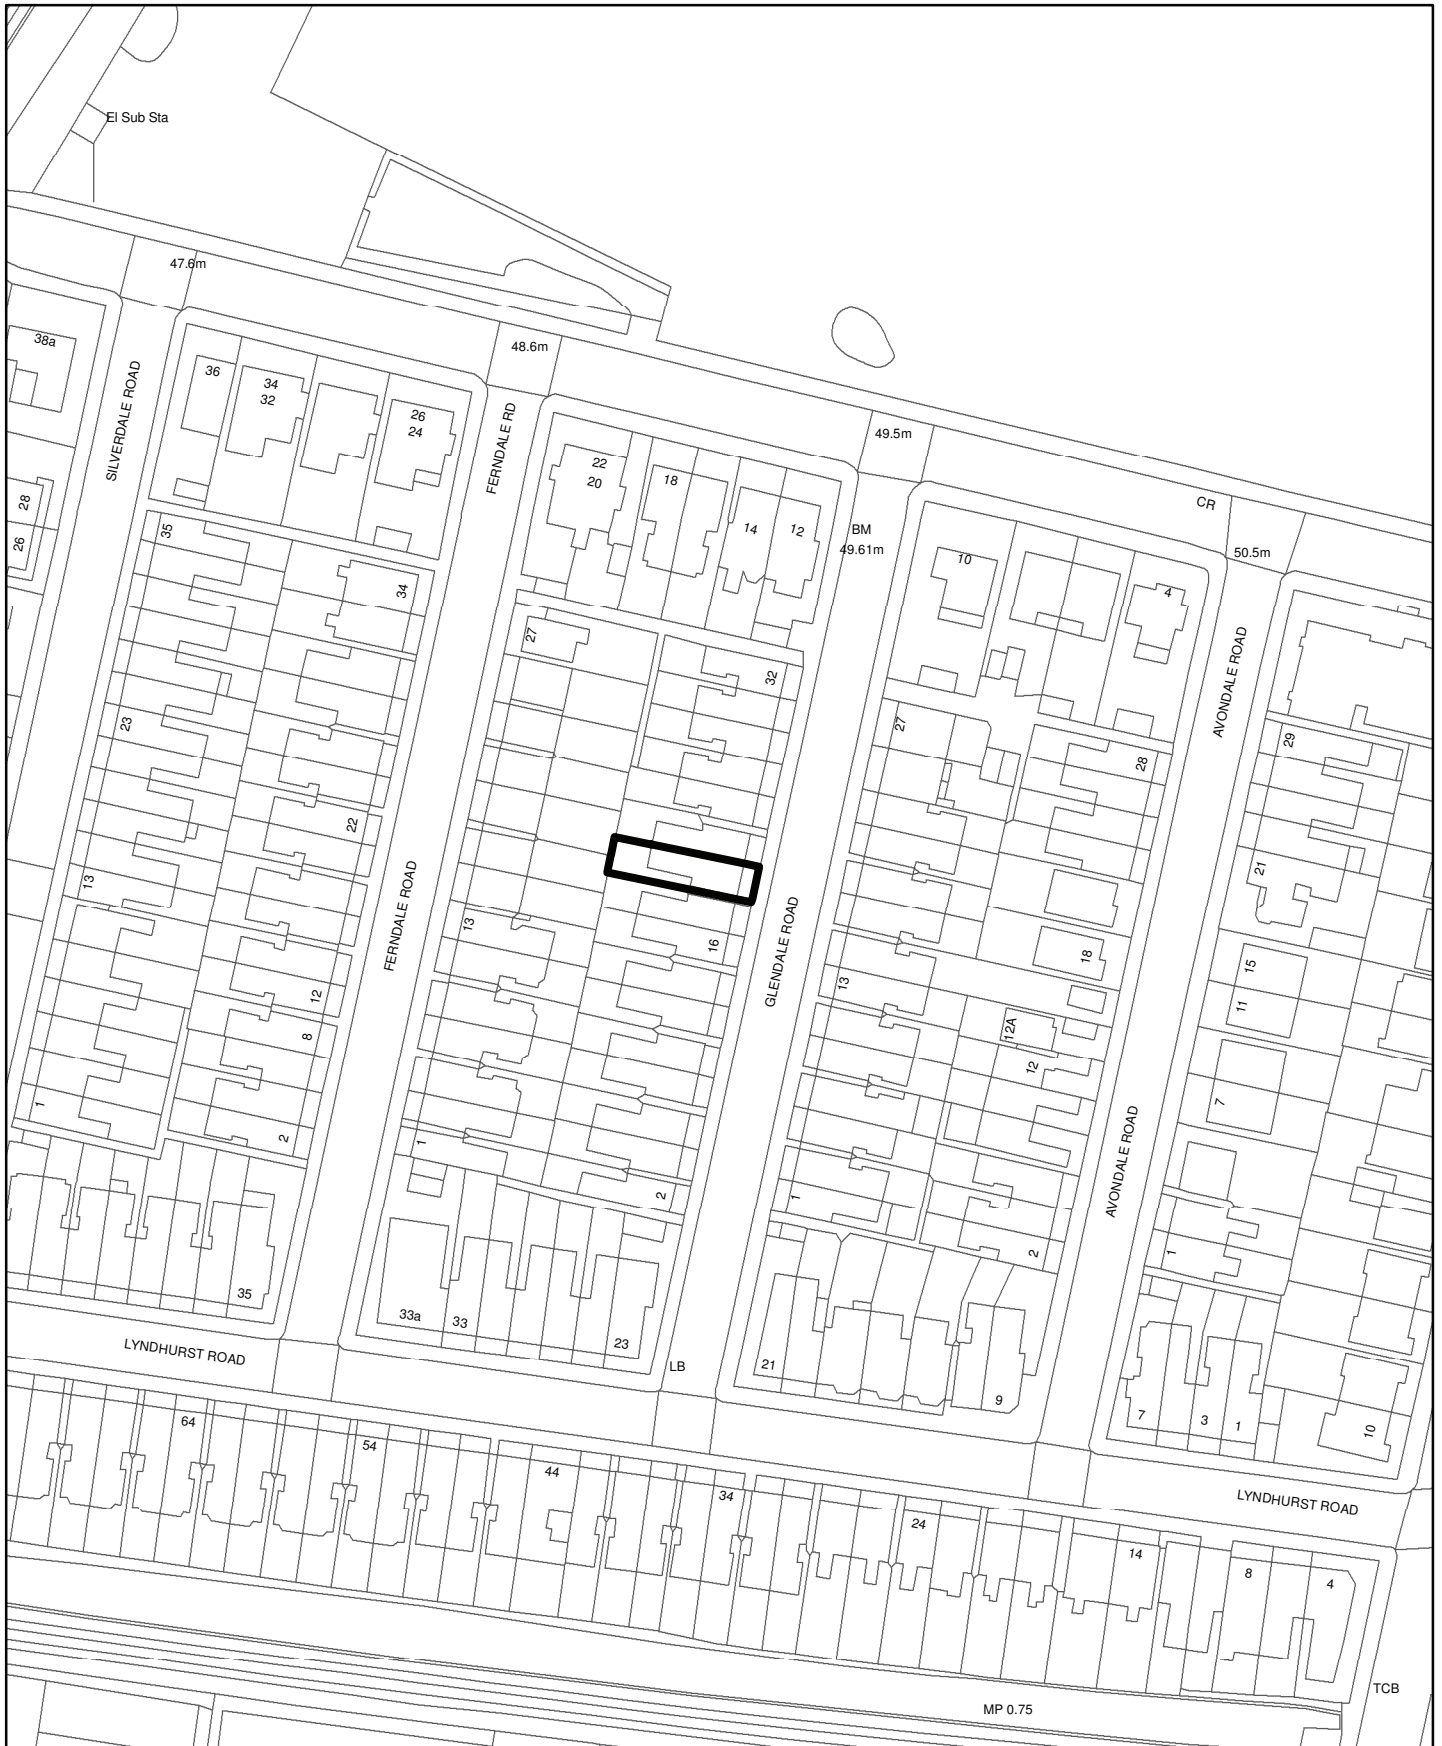 El Sub Sta
47.6m
38a
SILVERDALE ROAD
36
34
32
26
24
48.6m
FERNDALE RD
22
20
18
14
12
49.5m
BM
49.61m
CR
50.5m
10
4
28
26
35
34
27
32
27
28
29
AVONDALE ROAD
23
22
21
13
13
16
18
15
11
13
FERNDALE ROAD
GLENDALE ROAD
12
8
12A
12
7
1
2
1
2
1
2
1
AVONDALE ROAD
35
33a
33
23
21
9
7
3
1
10
LYNDHURST ROAD
LB
64
54
44
34
24
14
8
4
LYNDHURST ROAD
TCB
MP 0.75